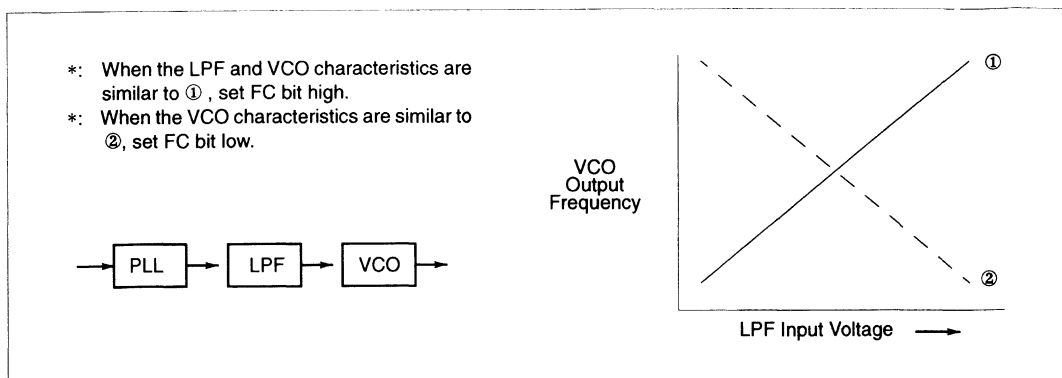 *: When the LPF and VCO characteristics are
similar to ①, set FC bit high.
*: When the VCO characteristics are similar to
②, set FC bit low.
PLL
LPF
VCO
VCO
Output
Frequency
①
②
LPF Input Voltage